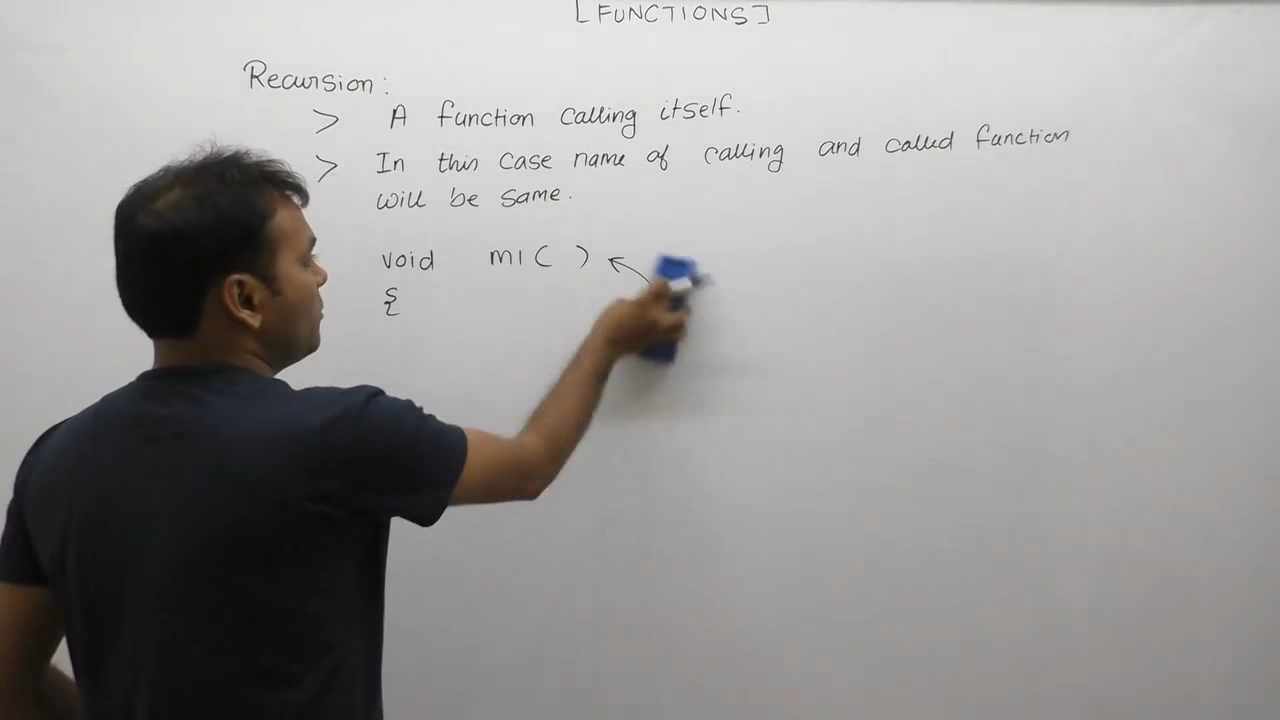 [FUNCTIONS]
Recursion:
> A function calling itself.
> In this case name of calling and called function
will be same.
void m1( )
{